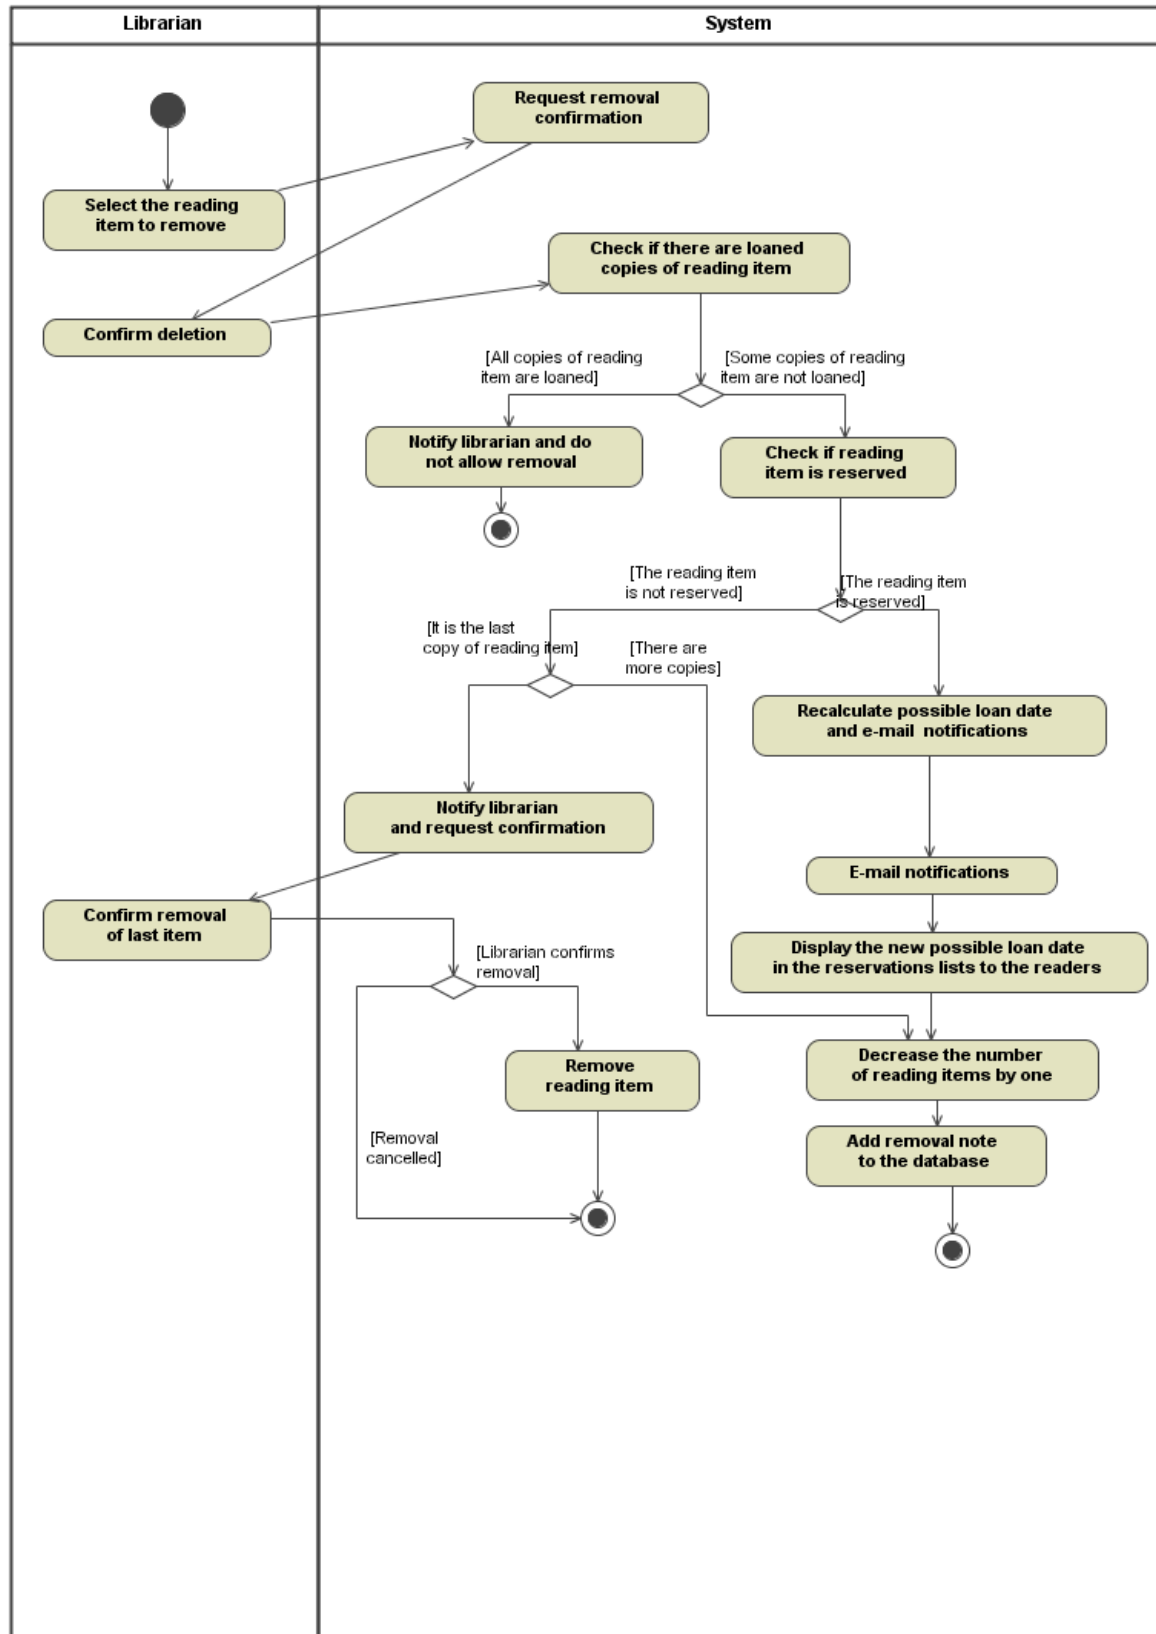 Librarian
System
Request removal
confirmation
Select the reading
item to remove
Check if there are loaned
copies of reading item
Confirm deletion
[All copies of reading
item are loaned]
[Some copies of reading
item are not loaned]
Notify librarian and do
not allow removal
Check if reading
item is reserved
[The reading item
is not reserved]
[The reading item
is reserved]
[It is the last
copy of reading item]
[There are
more copies]
Recalculate possible loan date
and e-mail notifications
Notify librarian
and request confirmation
E-mail notifications
Confirm removal
of last item
[Librarian confirms
removal]
Display the new possible loan date
in the reservations lists to the readers
Remove
reading item
Decrease the number
of reading items by one
[Removal
cancelled]
Add removal note
to the database